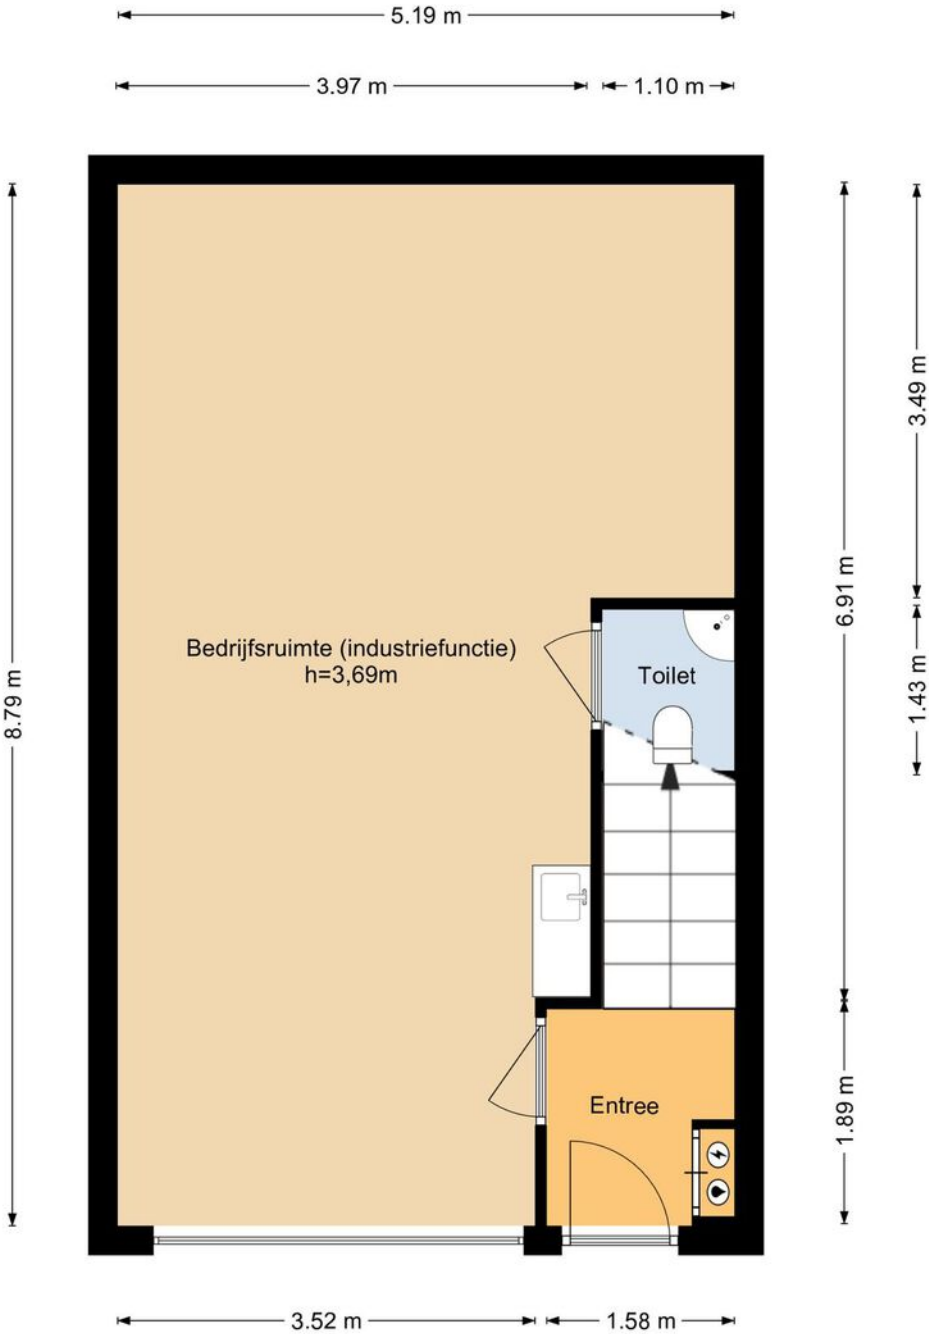 5.19 m
3.97 m
1.10 m
3.49 m
6.91 m
Bedrijfsruimte (industriefunctie)
h=3,69m
Toilet
1.43 m
8.79 m
Entree
1.89 m
3.52 m
1.58 m